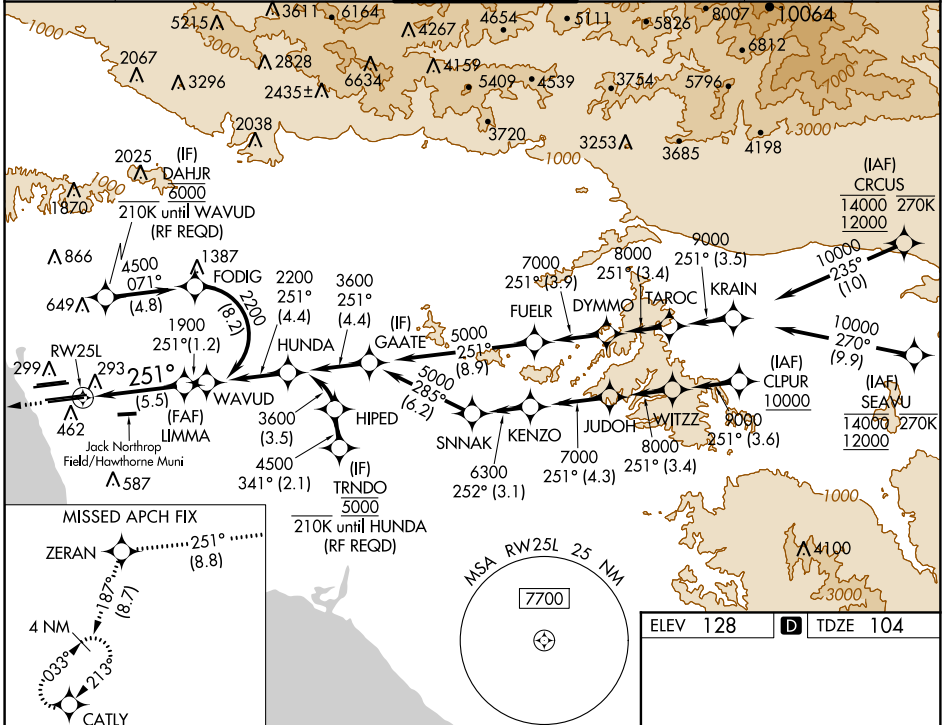 5215
3611
6164
4267
4654
5111
5826
8007
10064
1000
2067
3296
2828
2435±
6634
4159
5409
4539
3754
5796
6812
7000
2038
3720
3253
3685
4198
3000
1000
2025
1870
(IF)
DAHJR
6000
210K until WAVUD
(RF REQD)
(IAF)
CRCUS
14000 270K
12000
866
649
1387
FODIG
4500
071°
(4.8)
2200
(8.2)
2200
251°
(4.4)
3600
251°
(4.4)
7000
251° (3.9)
8000
251° (3.4)
9000
251° (3.5)
10000
235°
(10)
FUELR
DYMMO
TAROC
KRAIN
1900
251°(1.2)
HUNDA
(IF)
GAATE
5000
251°
(8.9)
10000
270°
(9.9)
RW25L
299
293
251°
(5.5)
WAVUD
(FAF)
LIMMA
462
Jack Northrop
Field/Hawthorne Muni
587
3600
(3.5)
HIPED
4500
341° (2.1)
(IF)
TRNDO
5000
210K until HUNDA
(RF REQD)
5000
285°
(6.2)
SNNAK
KENZO
JUDOH
WITZZ
6300
252° (3.1)
7000
251° (4.3)
8000
251° (3.4)
9000
251° (3.6)
(IAF)
CLPUR
10000
(IAF)
SEAVU
14000 270K
12000
1000
4100
3000
MISSED APCH FIX
ZERAN
251°
(8.8)
187°
(8.7)
4 NM
033°
213°
CATLY
MSA RW25L 25 NM
7700
ELEV 128 D TDZE 104